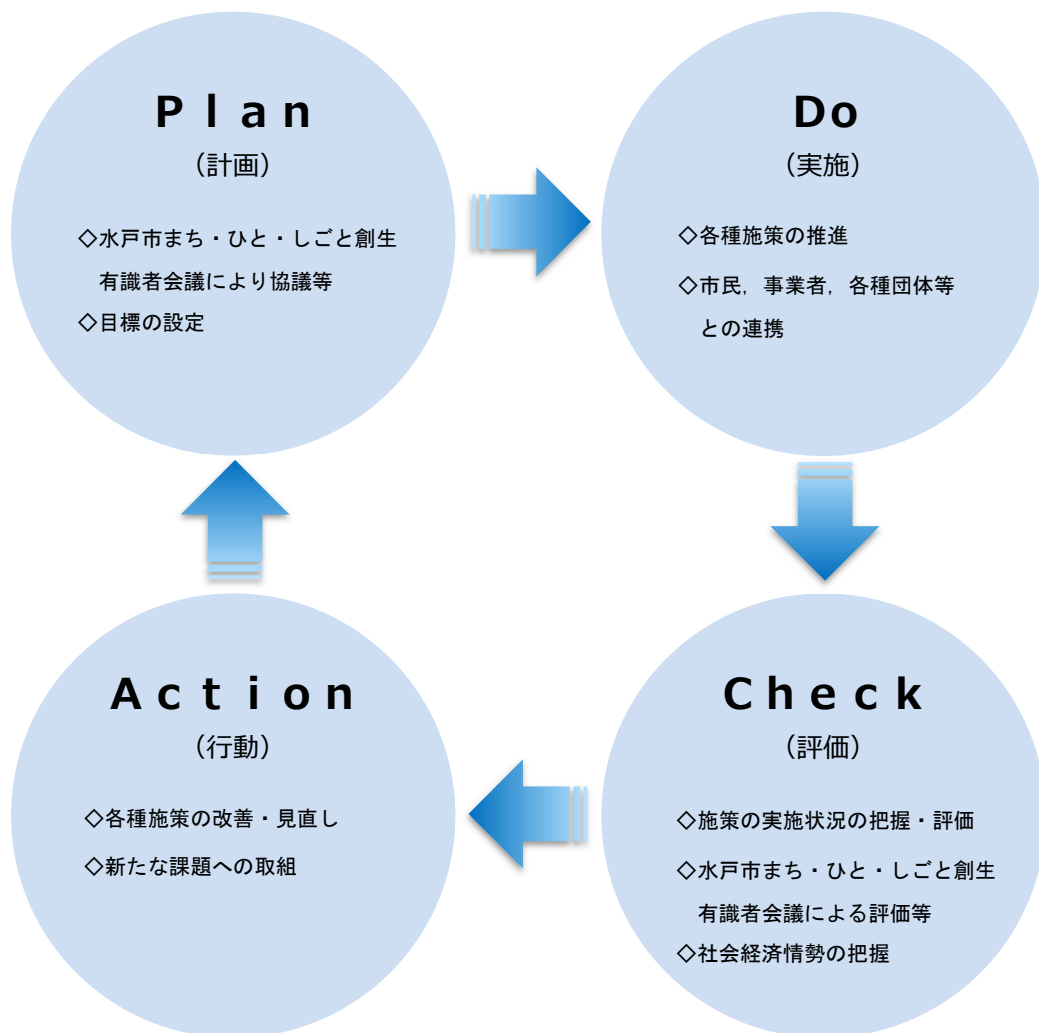 Ｐｌａｎ
（計画）
◇水戸市まち・ひと・しごと創生
有識者会議により協議等
◇目標の設定
Do
（実施）
◇各種施策の推進
◇市民，事業者，各種団体等
との連携
Ａｃｔｉｏｎ
（行動）
◇各種施策の改善・見直し
◇新たな課題への取組
Ｃｈｅｃｋ
（評価）
◇施策の実施状況の把握・評価
◇水戸市まち・ひと・しごと創生
有識者会議による評価等
◇社会経済情勢の把握